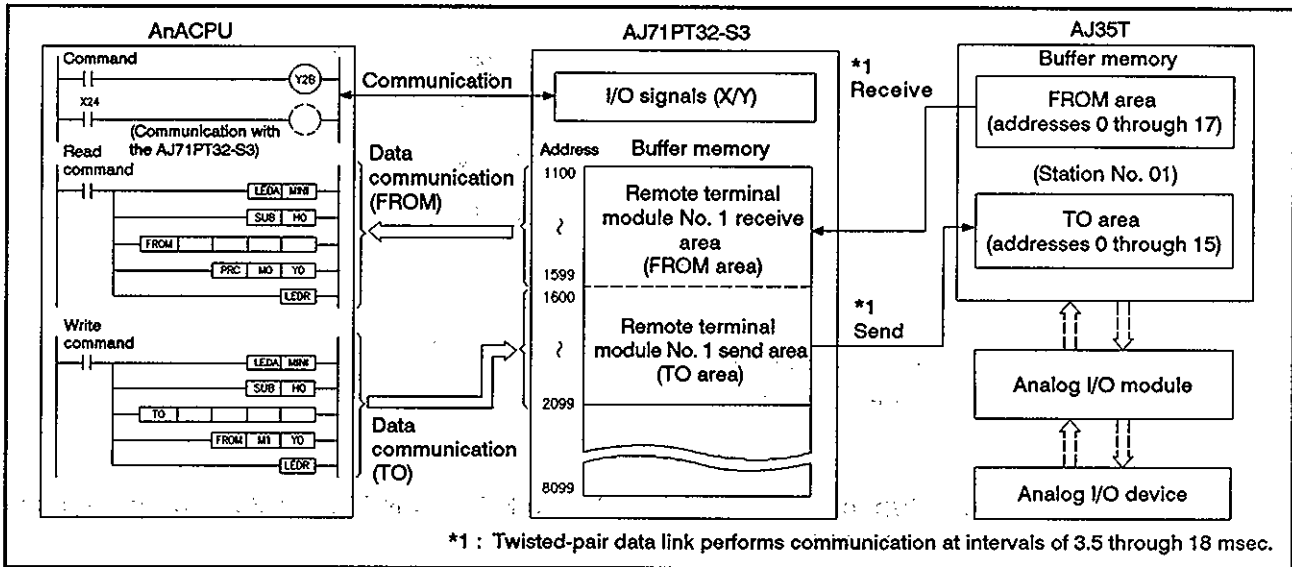 AnACPU
Command
Y28
X24
(Communication with
the AJ71PT32-S3)
Read
command
LEDA MINI
SUB H0
FROM
PRC M0 Y0
LEDR
Write
command
LEDA MINI
SUB H0
TO
FROM M1 Y0
LEDR
Communication
Data
communication
(FROM)
Data
communication
(TO)
AJ71PT32-S3
I/O signals (X/Y)
Address
Buffer memory
1100
~
1599
Remote terminal
module No. 1 receive
area
(FROM area)
1600
~
2099
Remote terminal
module No. 1 send area
(TO area)
8099
*1
Receive
*1
Send
AJ35T
Buffer memory
FROM area
(addresses 0 through 17)
(Station No. 01)
TO area
(addresses 0 through 15)
Analog I/O module
Analog I/O device
*1 : Twisted-pair data link performs communication at intervals of 3.5 through 18 msec.